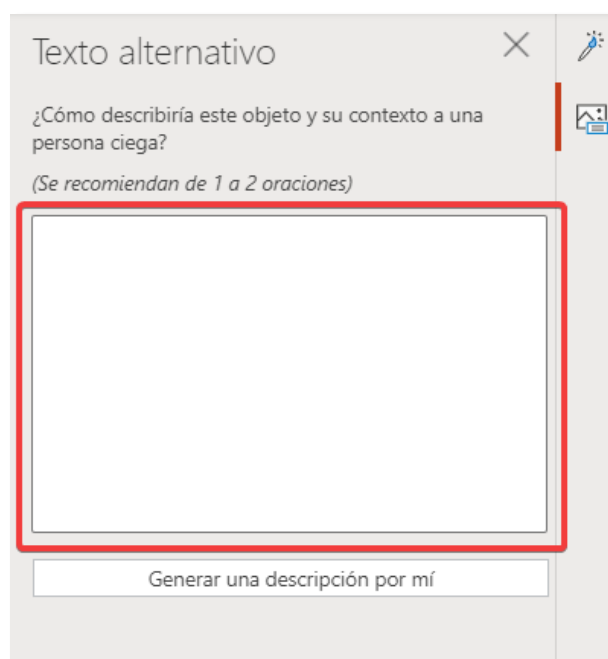 Texto alternativo
¿Cómo describiría este objeto y su contexto a una
persona ciega?
(Se recomiendan de 1 a 2 oraciones)
Generar una descripción por mí